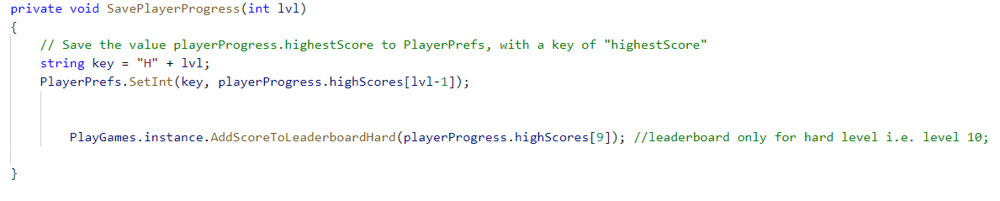 private void SavePlayerProgress(int lvl)
{
// Save the value playerProgress.highestScore to PlayerPrefs, with a key of "highestScore"
string key = "H" + lvl;
PlayerPrefs.SetInt(key, playerProgress.highScores[lvl-1]);
PlayGames.instance.AddScoreToLeaderboardHard(playerProgress.highScores[9]); //leaderboard only for hard level i.e. level 10;
}